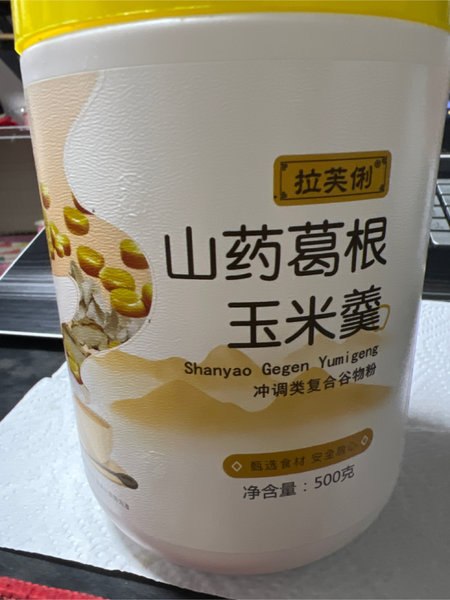 拉芙俐®
山药葛根
玉米羹
Shanyao Gegen Yumigeng
冲调类复合谷物粉
甄选食材 安全放心
净含量：500克